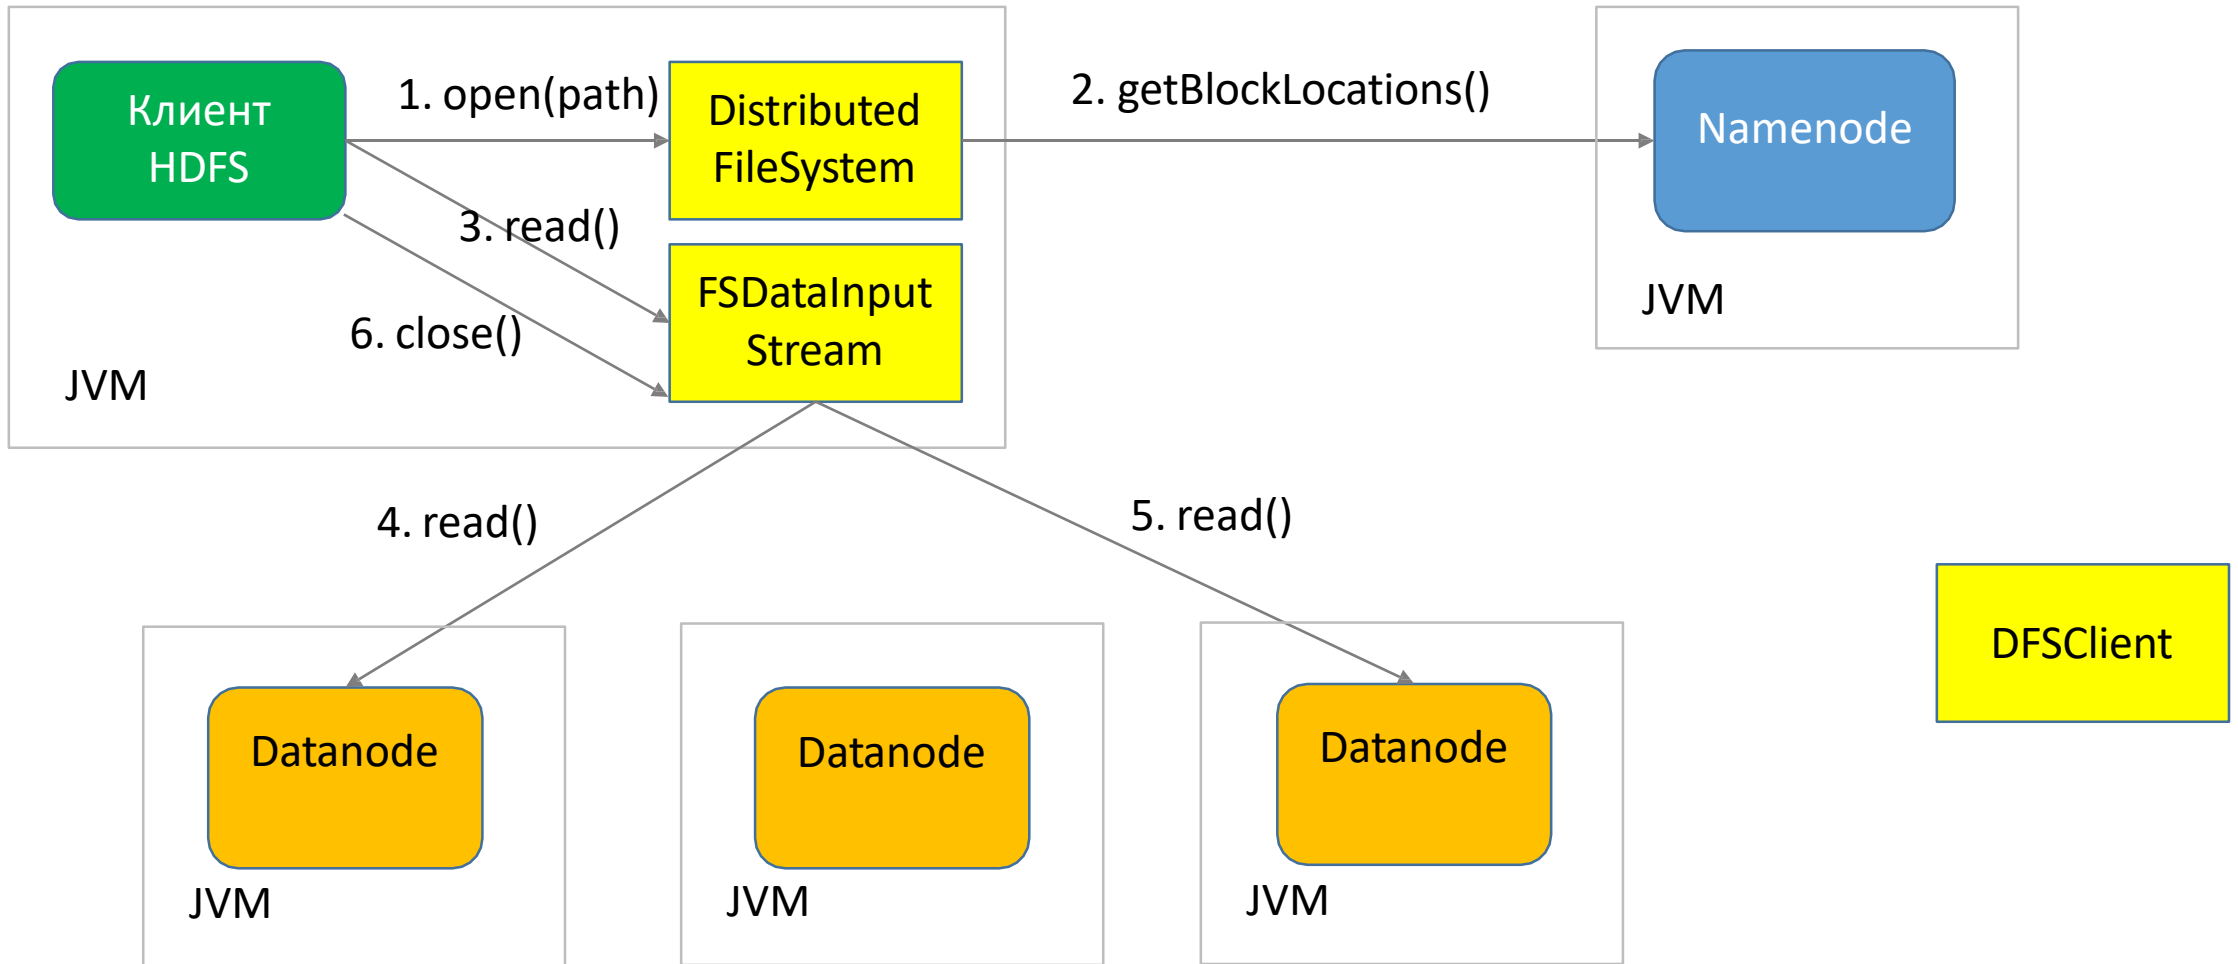 Клиент
HDFS
1. open(path)
Distributed
FileSystem
2. getBlockLocations()
Namenode
3. read()
FSDataInput
Stream
6. close()
JVM
JVM
4. read()
5. read()
DFSClient
Datanode
JVM
Datanode
JVM
Datanode
JVM